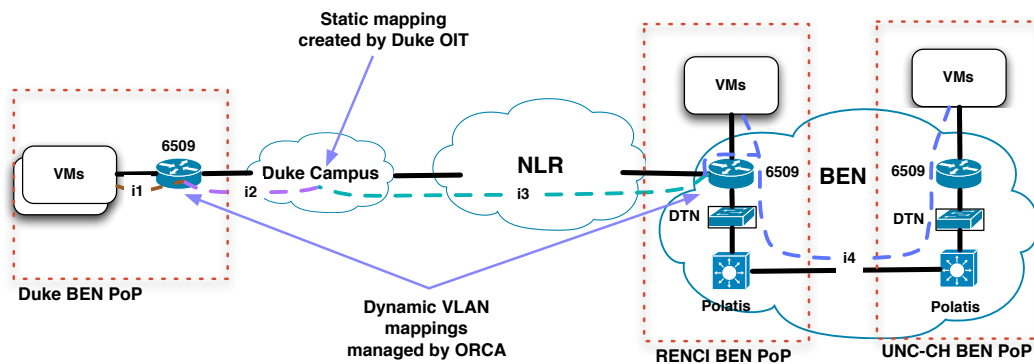 Static mapping
created by Duke OIT
VMs
VMs
6509
VMs
i1
i2
Duke Campus
NLR
i3
6509
BEN
6509
DTN
DTN
i4
Polatis
Polatis
Duke BEN PoP
Dynamic VLAN
mappings
managed by ORCA
RENCI BEN PoP
UNC-CH BEN PoP